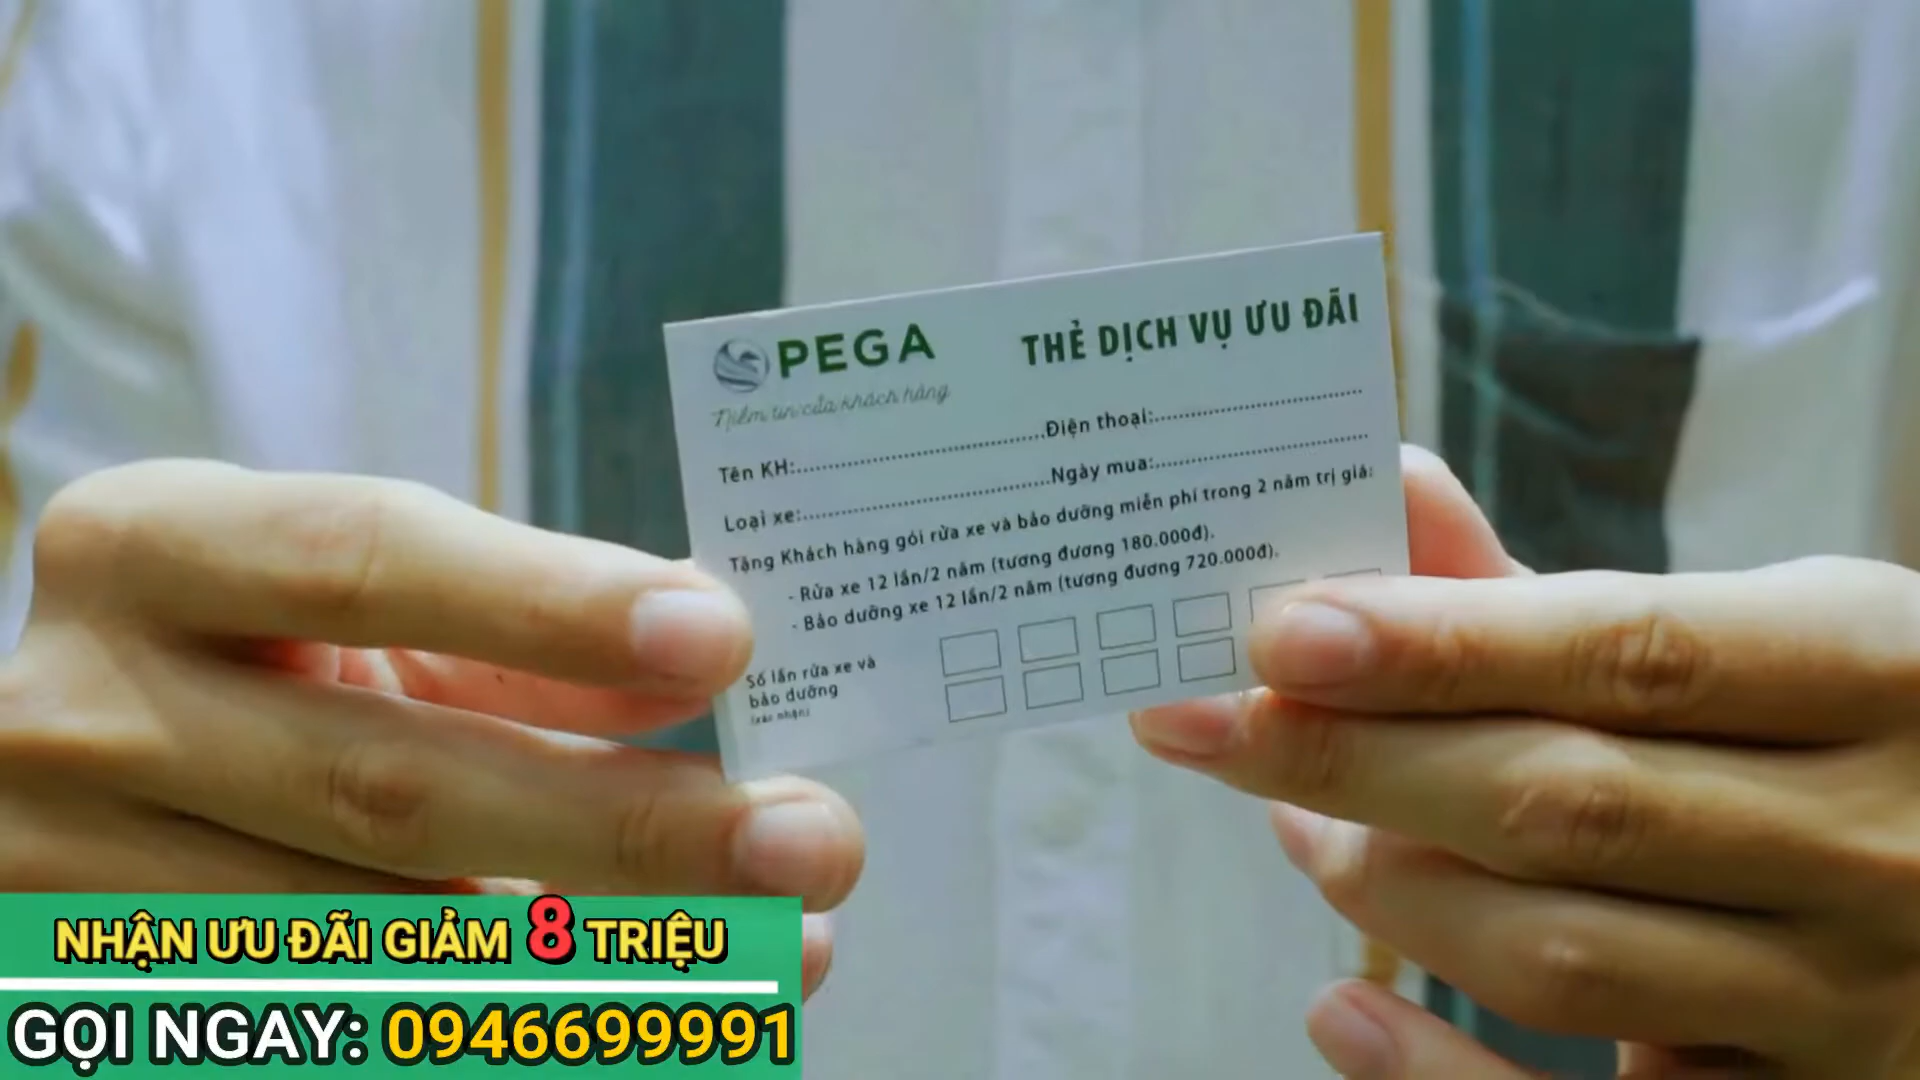 PEGA
THẺ DỊCH VỤ ƯU ĐÃI
Niềm tin của khách hàng
Tên KH:........................................Điện thoại:..................................
Loại xe:........................................Ngày mua:..................................
Tặng Khách hàng gói rửa xe và bảo dưỡng miễn phí trong 2 năm trị giá:
- Rửa xe 12 lần/2 năm (tương đương 180.000đ).
- Bảo dưỡng xe 12 lần/2 năm (tương đương 720.000đ).
Số lần rửa xe và
bảo dưỡng
(xác nhận)
NHẬN ƯU ĐÃI GIẢM 8 TRIỆU
GỌI NGAY: 0946699991